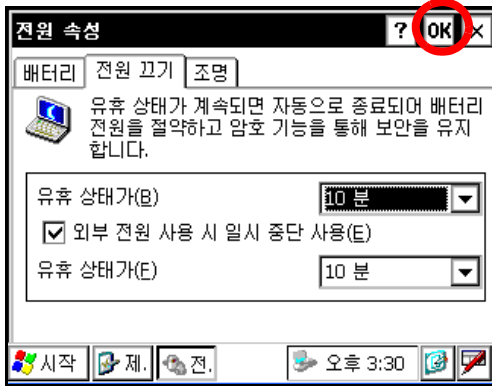 전원 속성 ? OK ×
배터리 전원 끄기 조명
유휴 상태가 계속되면 자동으로 종료되어 배터리
전원을 절약하고 암호 기능을 통해 보안을 유지
합니다.
유휴 상태가(B) 10 분
외부 전원 사용 시 일시 중단 사용(E)
유휴 상태가(F) 10 분
시작 제. 전. 오후 3:30